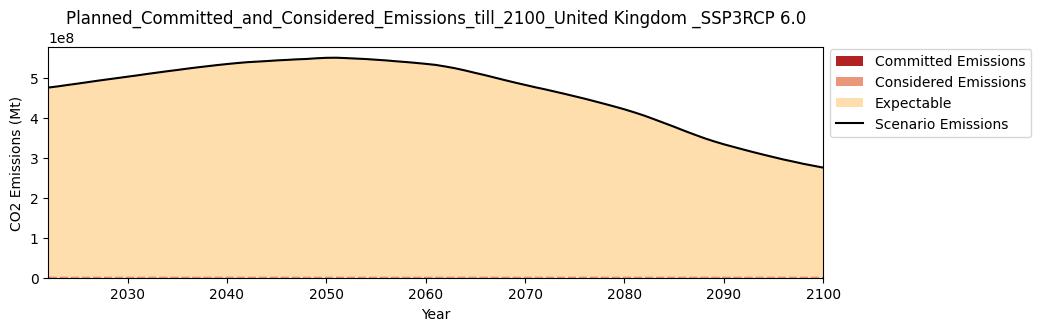 Planned_Committed_and_Considered_Emissions_till_2100_United Kingdom _SSP3RCP 6.0
1e8
CO2 Emissions (Mt)
5
4
3
2
1
0
2030 2040 2050 2060 2070 2080 2090 2100
Year
Committed Emissions
Considered Emissions
Expectable
Scenario Emissions